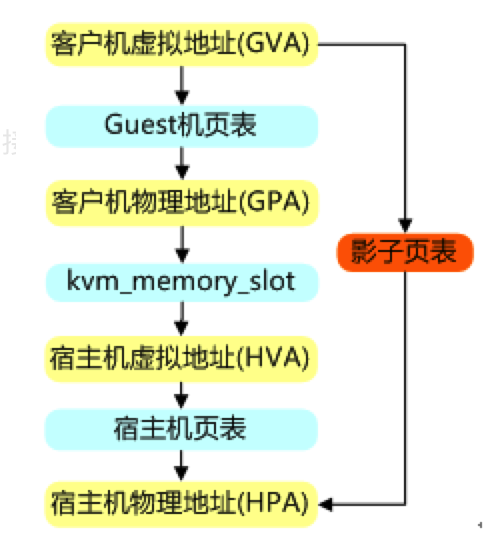 客户机虚拟地址(GVA)
Guest机页表
客户机物理地址(GPA)
影子页表
kvm_memory_slot
宿主机虚拟地址(HVA)
宿主机页表
宿主机物理地址(HPA)